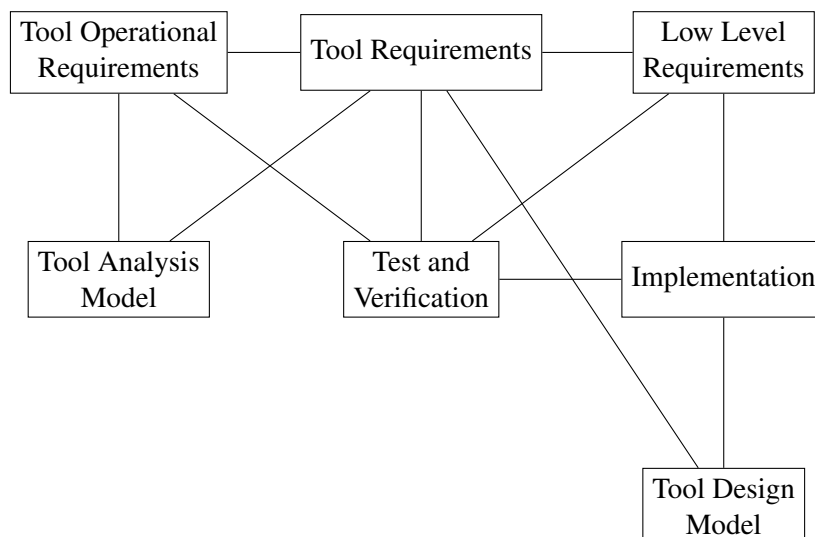 Tool Operational
Requirements
Tool Requirements
Low Level
Requirements
Tool Analysis
Model
Test and
Verification
Implementation
Tool Design
Model